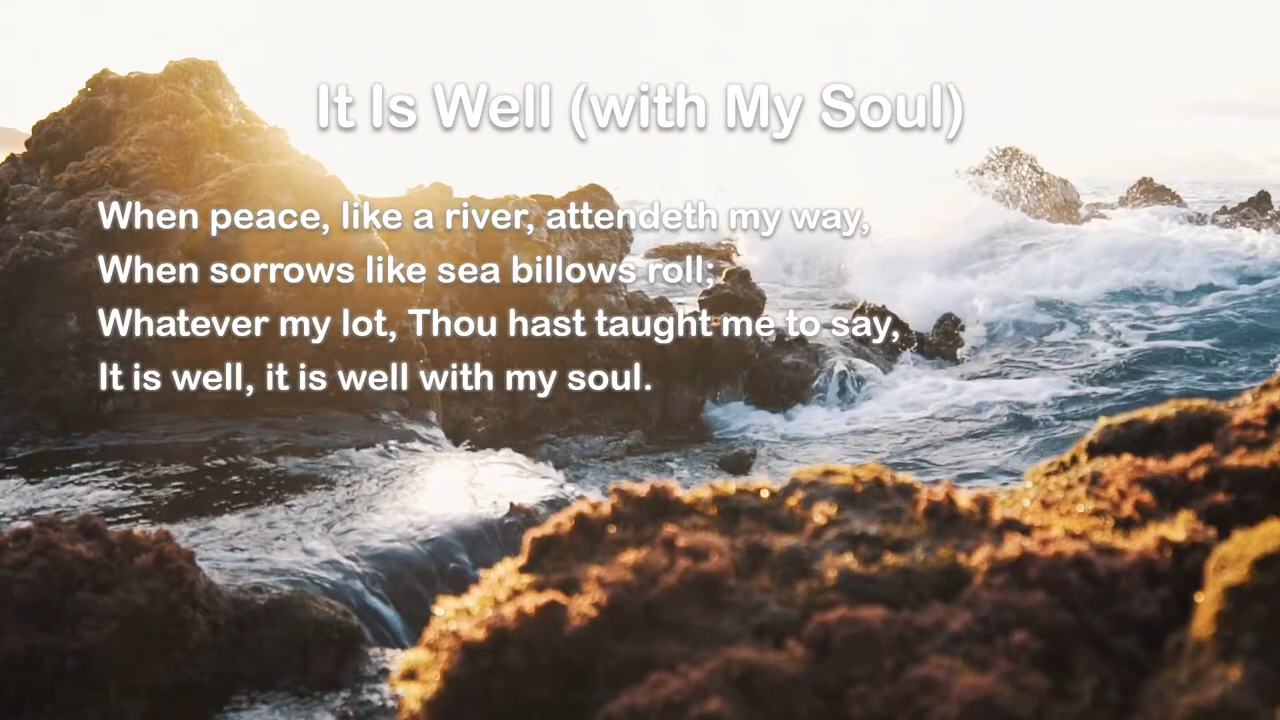 It Is Well (with My Soul)
When peace, like a river, attendeth my way,
When sorrows like sea billows roll;
Whatever my lot, Thou hast taught me to say,
It is well, it is well with my soul.